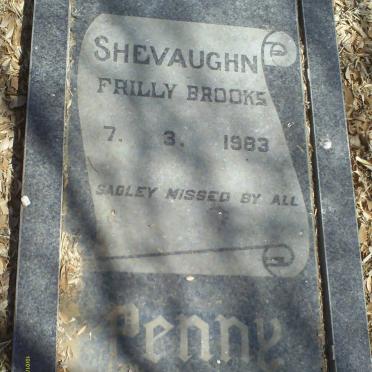 SHEVAUGHN
FRILLY BROOKS
7. 3. 1983
SADLEY MISSED BY ALL
Penny